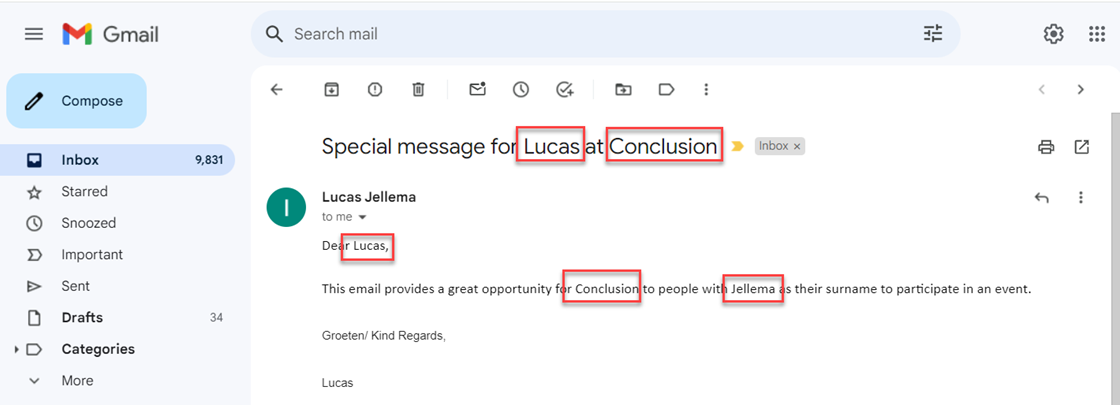 Gmail
Search mail
Compose
Inbox 9,831
Starred
Snoozed
Important
Sent
Drafts 34
Categories
More
Special message for Lucas at Conclusion Inbox ×
I
Lucas Jellema
to me
Dear Lucas,
This email provides a great opportunity for Conclusion to people with Jellema as their surname to participate in an event.
Groeten/ Kind Regards,
Lucas